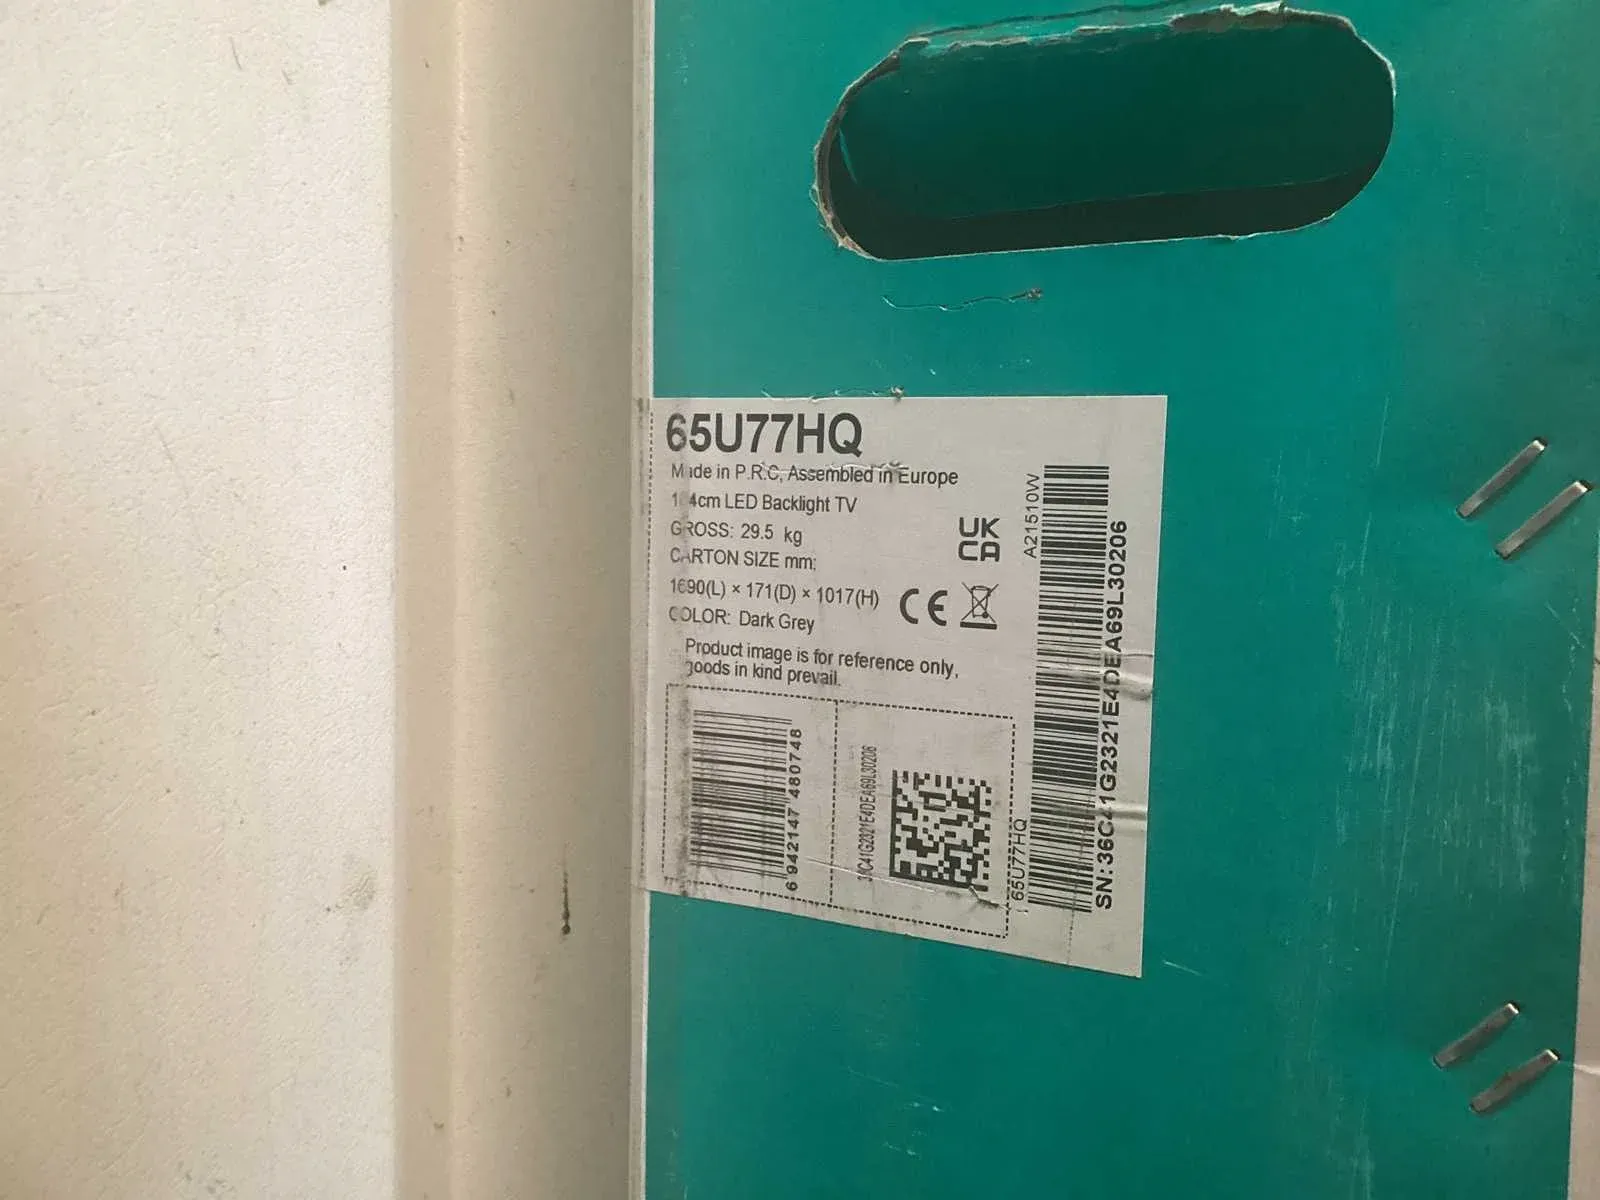 65U77HQ
Made in P.R.C, Assembled in Europe
164cm LED Backlight TV
GROSS: 29.5 kg
CARTON SIZE mm:
1690(L) × 171(D) × 1017(H)
COLOR: Dark Grey
Product image is for reference only,
goods in kind prevail.
UK
CA
CE
A21510W
SN:36C41G2321E4DEA69L30206
65U77HQ
6 942147 480748
36C41G2321E4DEA69L30206